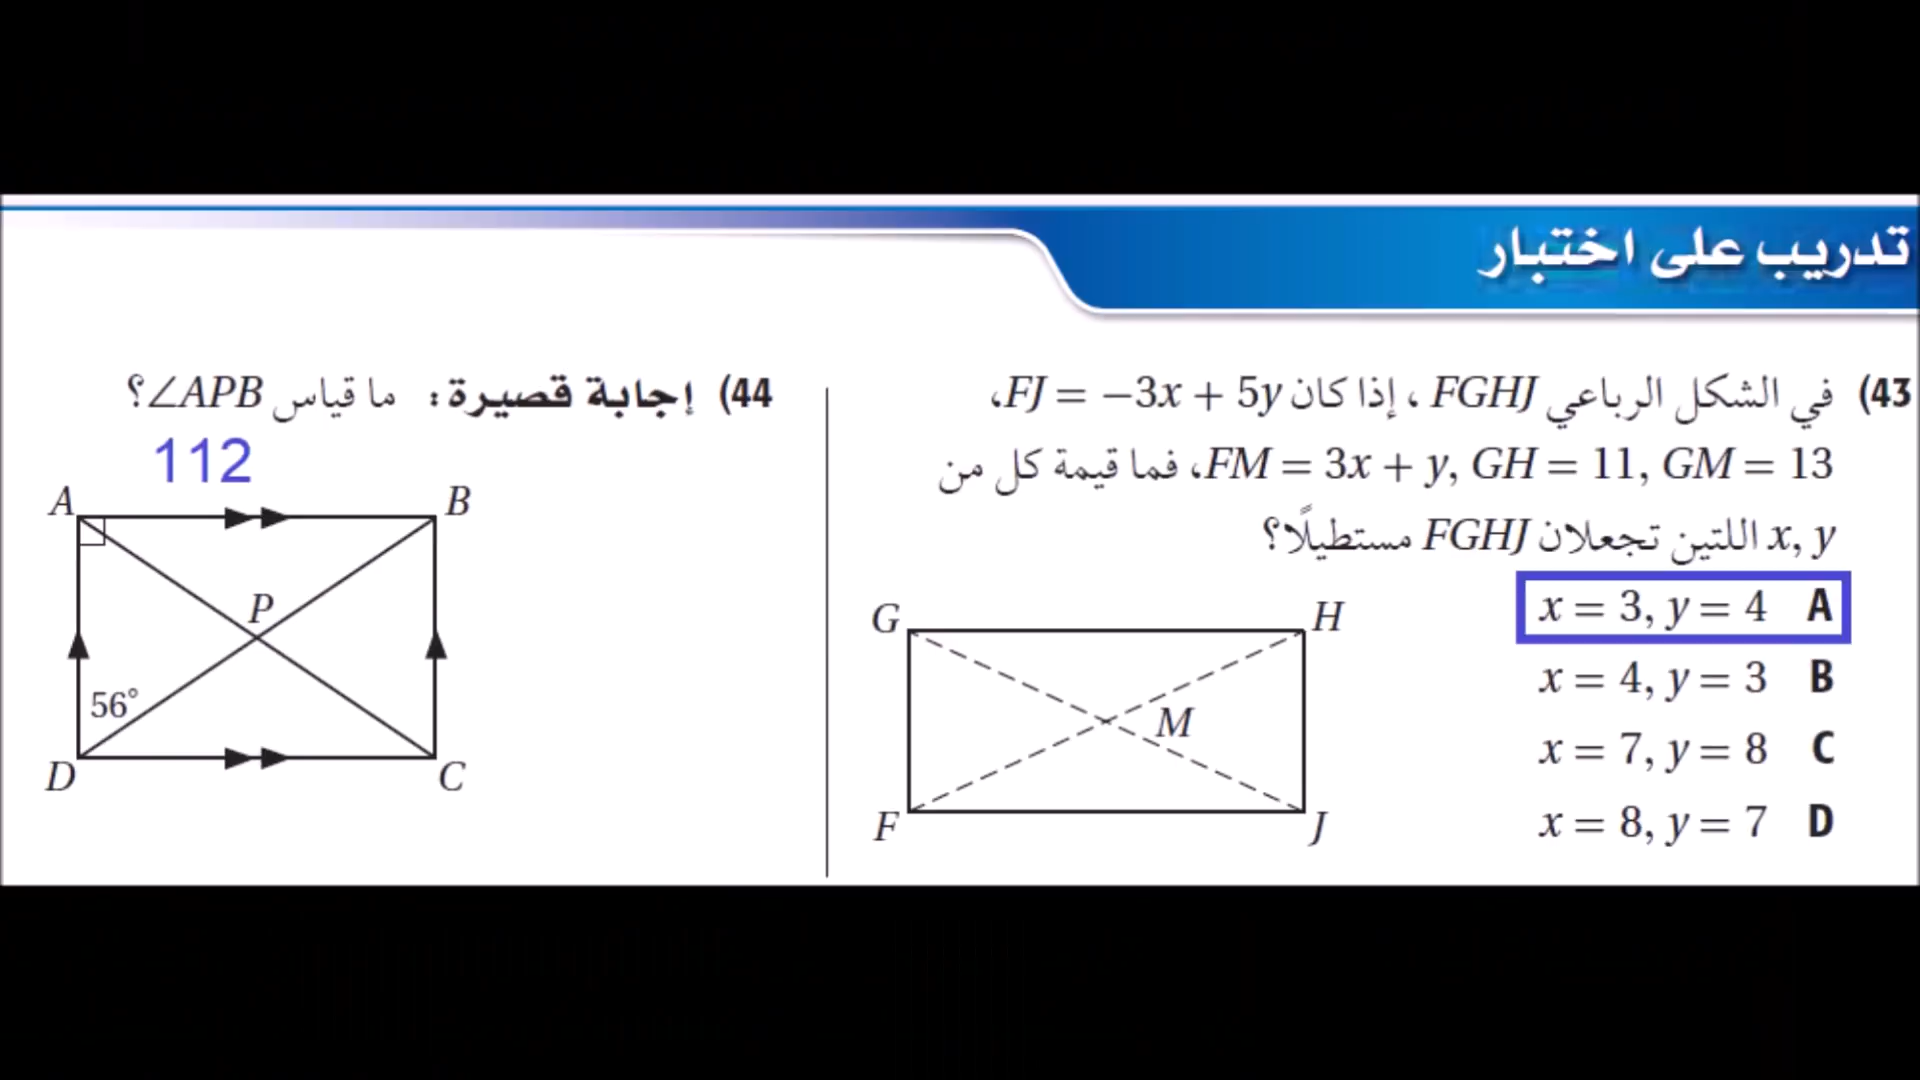 تدريب على اختبار
43) في الشكل الرباعي FGHJ ، إذا كان FJ = −3x + 5y،
FM = 3x + y, GH = 11, GM = 13، فما قيمة كل من
x, y اللتين تجعلان FGHJ مستطيلًا؟
A x = 3, y = 4
B x = 4, y = 3
C x = 7, y = 8
D x = 8, y = 7
G
H
M
F
J
44) إجابة قصيرة: ما قياس ∠APB؟
112
A
B
P
56°
D
C